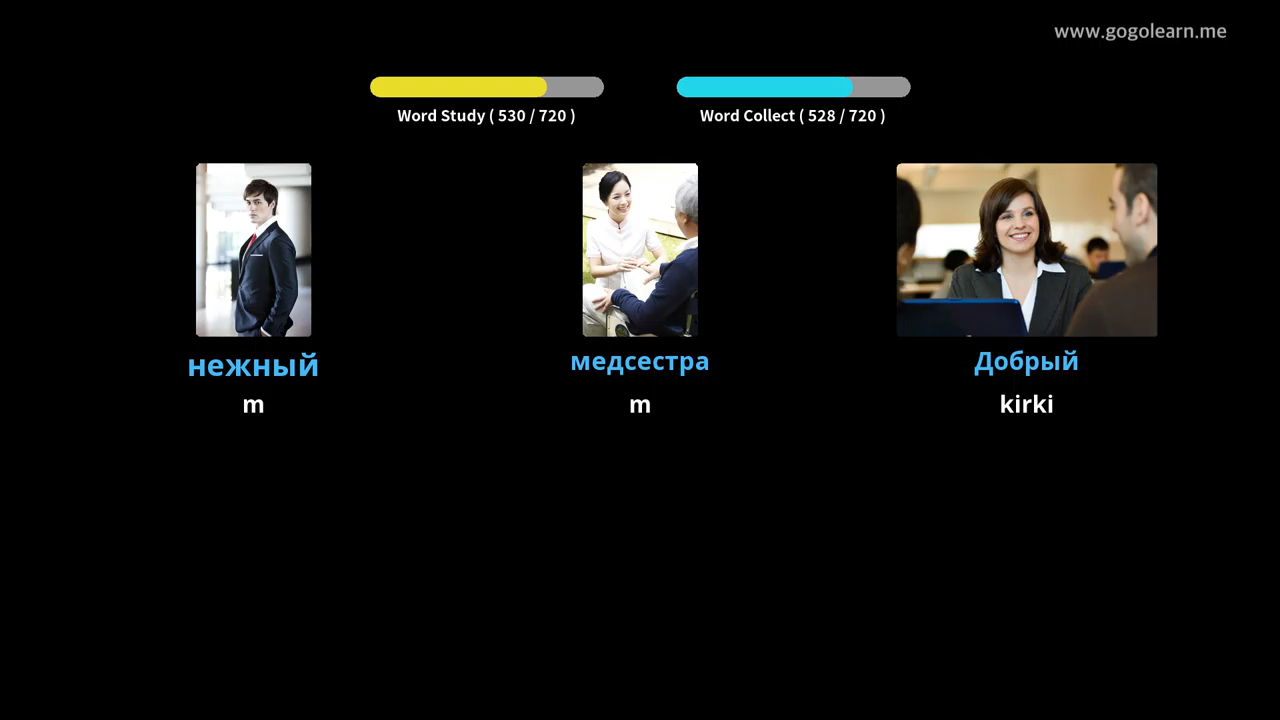 www.gogolearn.me
Word Study ( 530 / 720 )
Word Collect ( 528 / 720 )
нежный
медсестра
Добрый
m
m
kirki